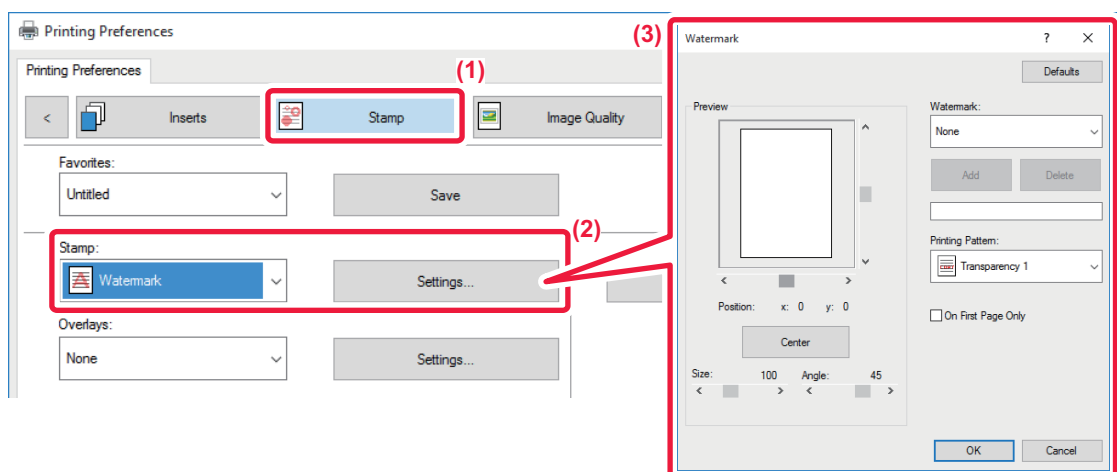 Printing Preferences
Printing Preferences
(1)
< Inserts Stamp Image Quality
Favorites:
Untitled Save
(2)
Stamp:
Watermark Settings...
Overlays:
None Settings...
(3)
Watermark ? ×
Defaults
Preview
Watermark:
None
Add Delete
Printing Pattern:
Transparency 1
On First Page Only
Position: x: 0 y: 0
Center
Size: 100 Angle: 45
OK Cancel